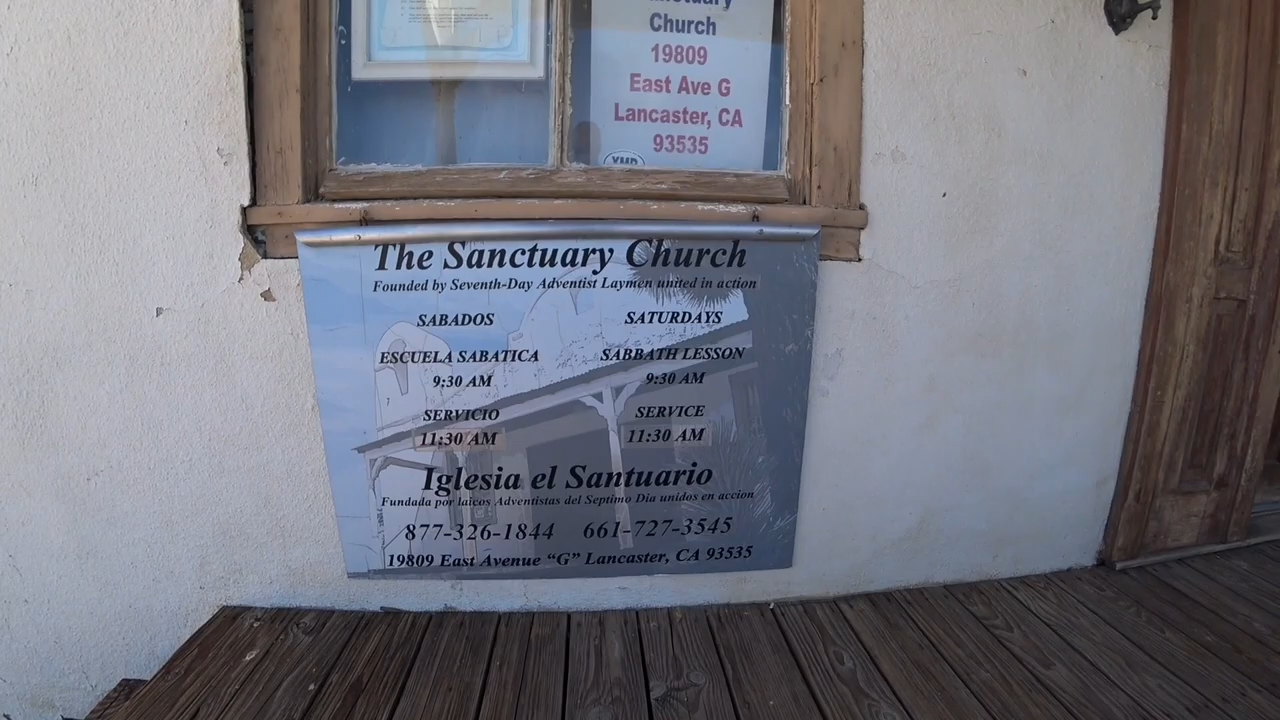 Sanctuary
Church
19809
East Ave G
Lancaster, CA
93535
The Sanctuary Church
Founded by Seventh-Day Adventist Laymen united in action
SABADOS SATURDAYS
ESCUELA SABATICA SABBATH LESSON
9:30 AM 9:30 AM
SERVICIO SERVICE
11:30 AM 11:30 AM
Iglesia el Santuario
Fundada por laicos Adventistas del Septimo Dia unidos en accion
877-326-1844 661-727-3545
19809 East Avenue “G” Lancaster, CA 93535